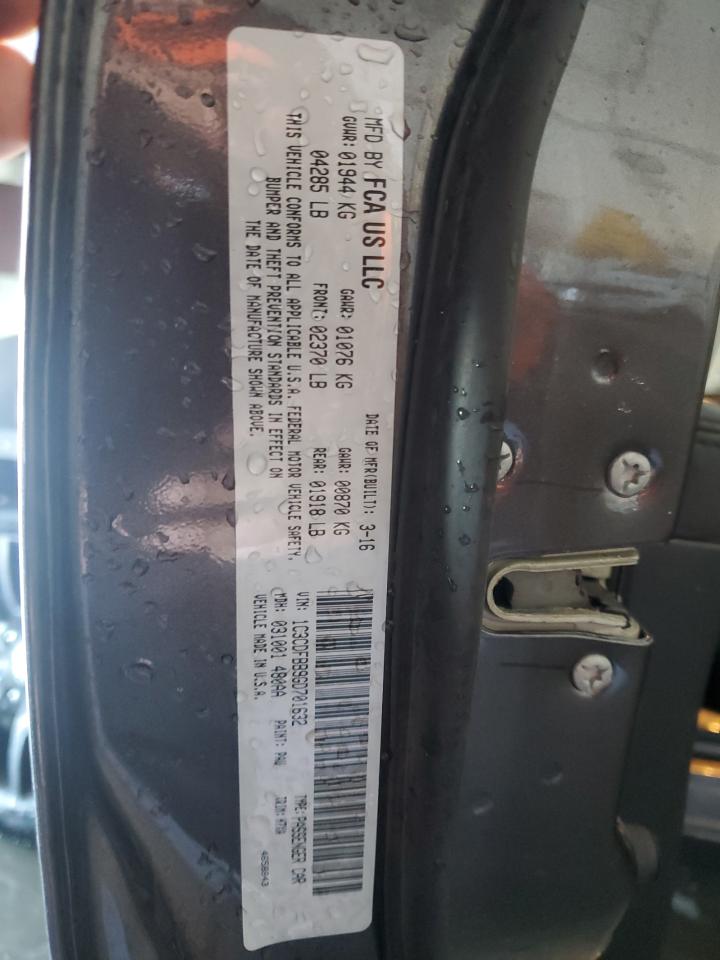 MFD BY FCA US LLC
DATE OF MFR(BUILT): 3-16
GVWR: 01944 KG GAWR: 01076 KG GAWR: 00870 KG
04285 LB FRONT: 02370 LB REAR: 01918 LB
THIS VEHICLE CONFORMS TO ALL APPLICABLE U.S.A. FEDERAL MOTOR VEHICLE SAFETY,
BUMPER AND THEFT PREVENTION STANDARDS IN EFFECT ON
THE DATE OF MANUFACTURE SHOWN ABOVE.
VIN: 1C3CDFBB9GD701632 TYPE: PASSENGER CAR
MDH: 031001 480AA PAINT: PAU TRIM:
VEHICLE MADE IN U.S.A.